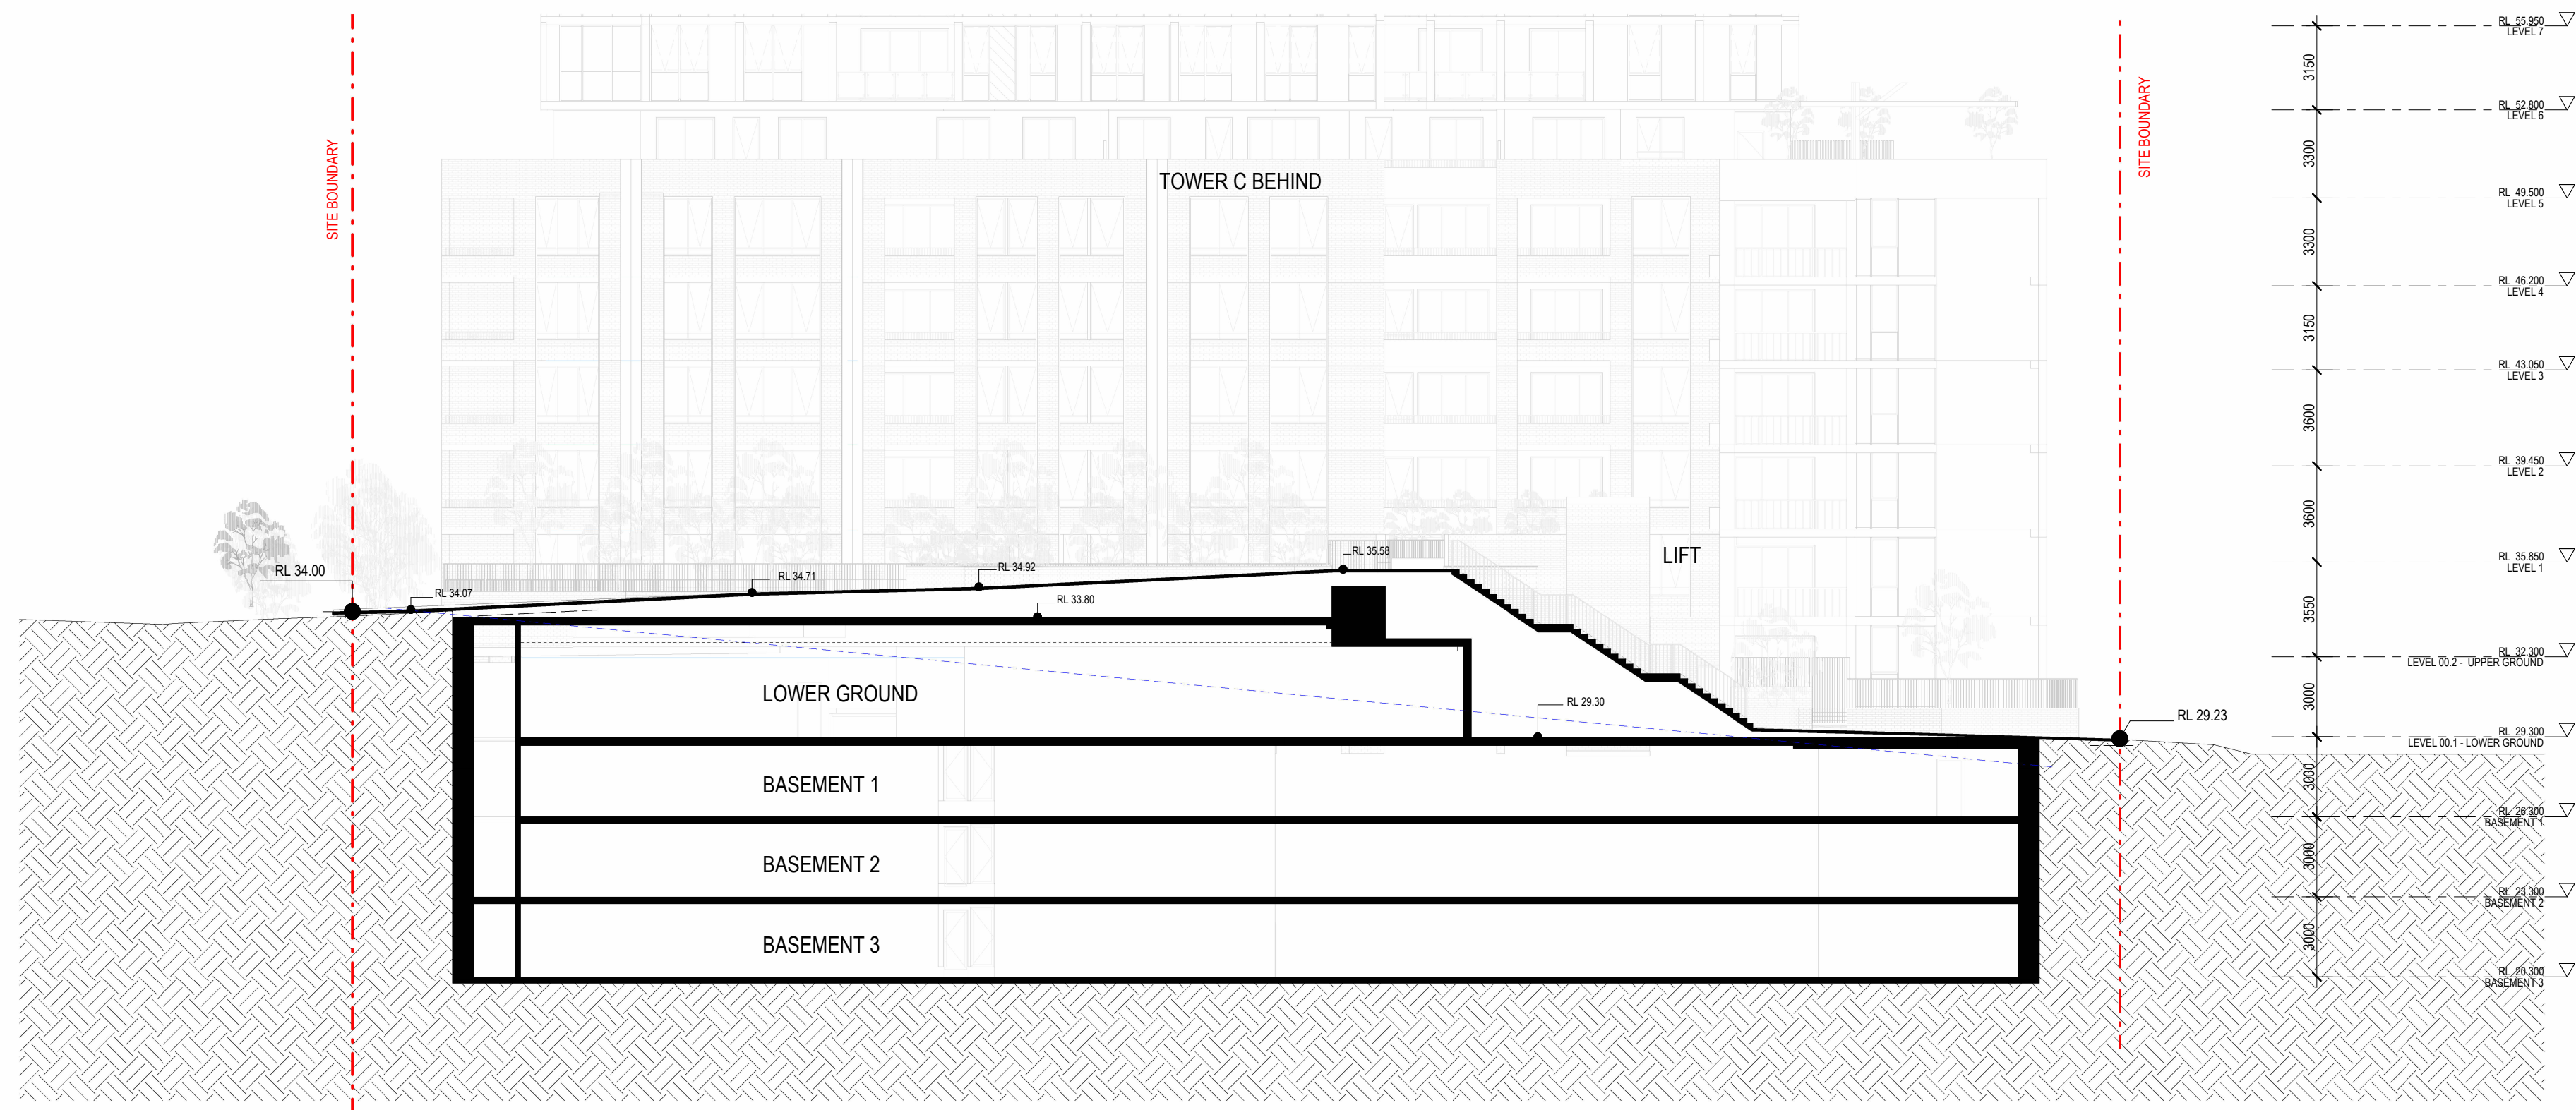 RL 55.950
LEVEL 7
3150
SITE BOUNDARY
SITE BOUNDARY
RL 52.800
LEVEL 6
3300
TOWER C BEHIND
RL 49.500
LEVEL 5
3300
RL 46.200
LEVEL 4
3150
RL 43.050
LEVEL 3
3600
RL 39.450
LEVEL 2
3600
RL 35.58
LIFT
RL 35.850
LEVEL 1
RL 34.00
RL 34.71
RL 34.92
RL 34.07
RL 33.80
3550
RL 32.300
LEVEL 00.2 - UPPER GROUND
LOWER GROUND
RL 29.30
3000
RL 29.23
RL 29.300
LEVEL 00.1 - LOWER GROUND
BASEMENT 1
3000
RL 26.300
BASEMENT 1
BASEMENT 2
3000
RL 23.300
BASEMENT 2
BASEMENT 3
3000
RL 20.300
BASEMENT 3